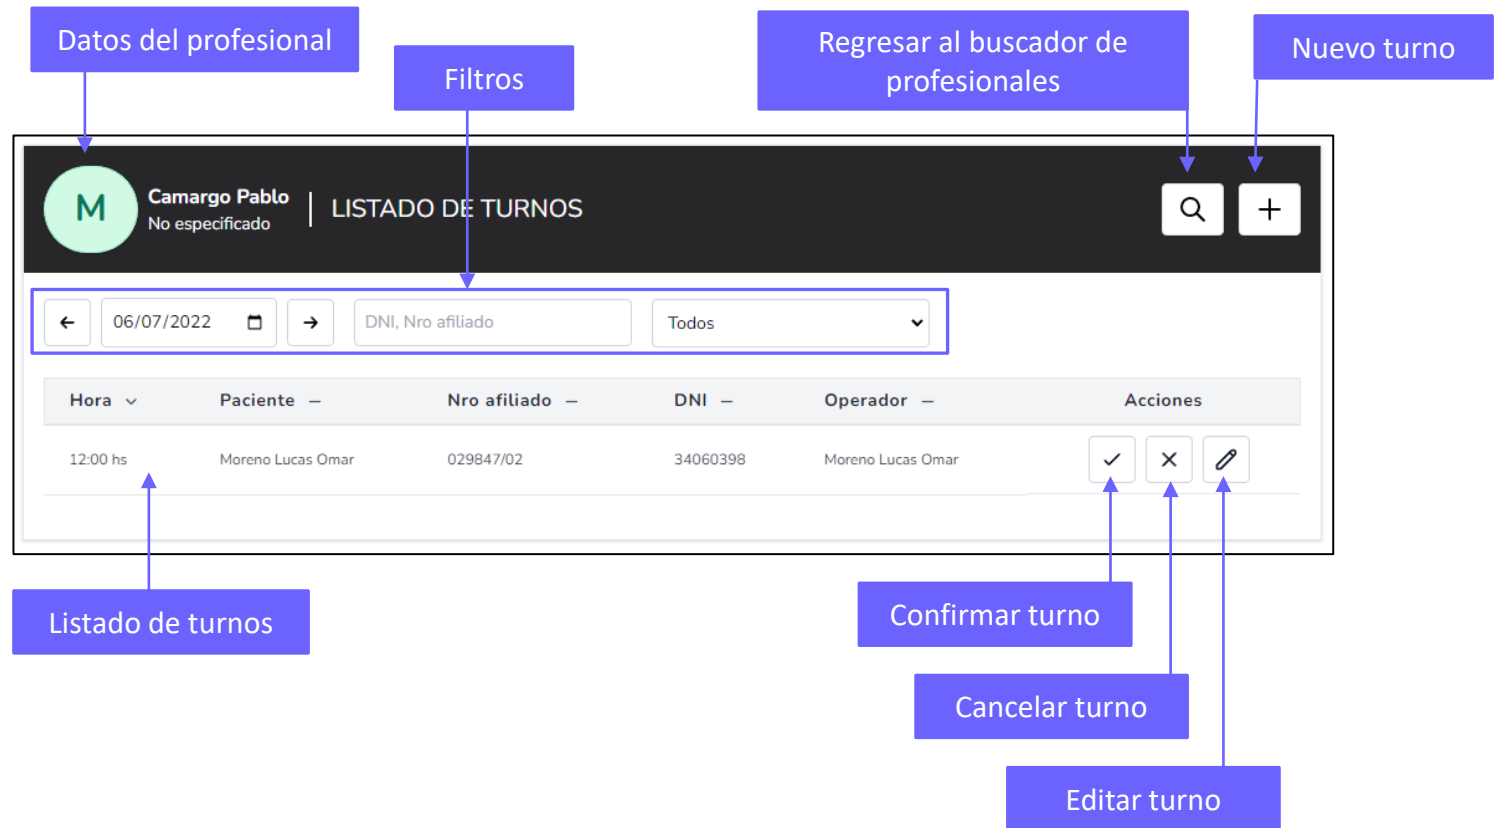 Datos del profesional
Filtros
Regresar al buscador de
profesionales
Nuevo turno
M
Camargo Pablo
No especificado
LISTADO DE TURNOS
06/07/2022
DNI, Nro afiliado
Todos
Hora
Paciente
Nro afiliado
DNI
Operador
Acciones
12:00 hs
Moreno Lucas Omar
029847/02
34060398
Moreno Lucas Omar
Listado de turnos
Confirmar turno
Cancelar turno
Editar turno